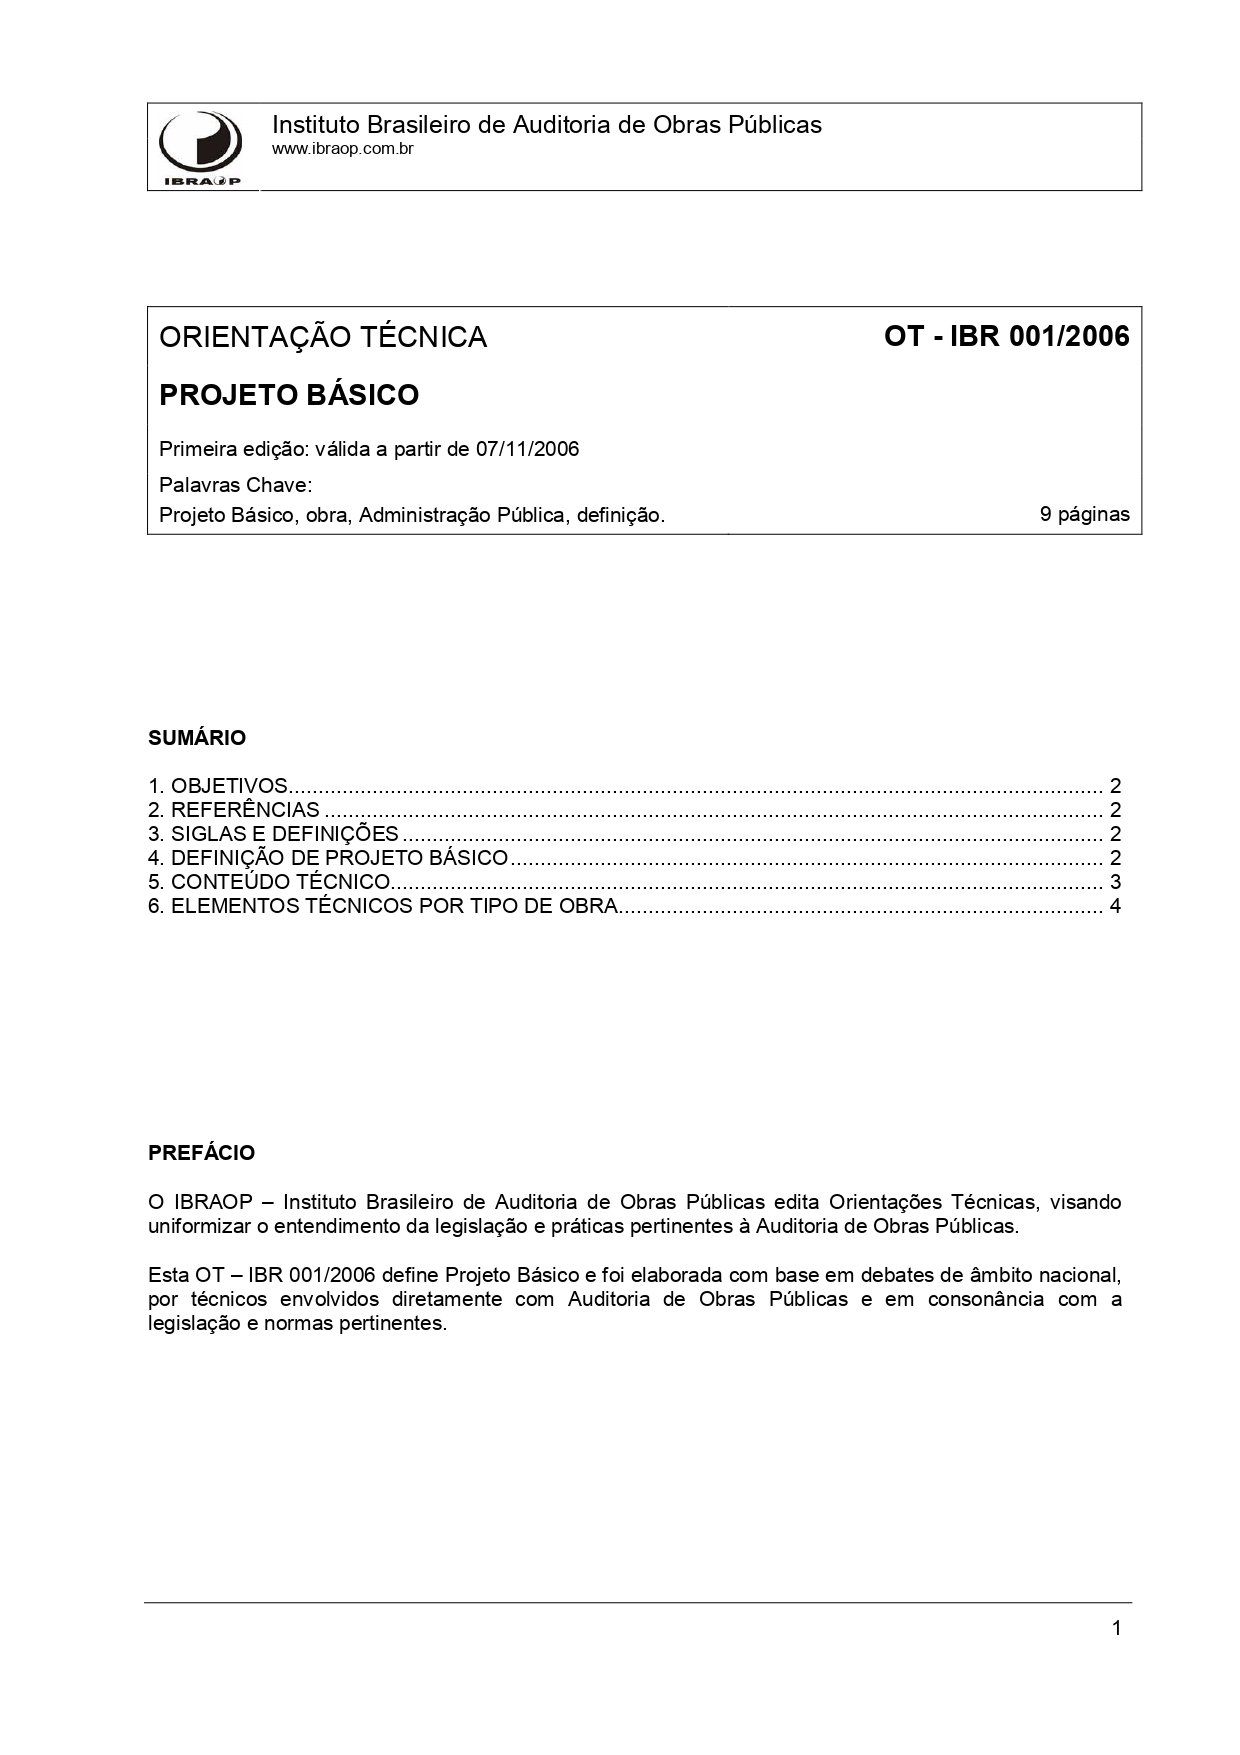 Instituto Brasileiro de Auditoria de Obras Públicas
www.ibraop.com.br
IBRAOP
ORIENTAÇÃO TÉCNICA OT - IBR 001/2006
PROJETO BÁSICO
Primeira edição: válida a partir de 07/11/2006
Palavras Chave:
Projeto Básico, obra, Administração Pública, definição. 9 páginas
SUMÁRIO
1. OBJETIVOS........................................................................................................................................ 2
2. REFERÊNCIAS .................................................................................................................................. 2
3. SIGLAS E DEFINIÇÕES ..................................................................................................................... 2
4. DEFINIÇÃO DE PROJETO BÁSICO................................................................................................... 2
5. CONTEÚDO TÉCNICO....................................................................................................................... 3
6. ELEMENTOS TÉCNICOS POR TIPO DE OBRA................................................................................. 4
PREFÁCIO
O IBRAOP – Instituto Brasileiro de Auditoria de Obras Públicas edita Orientações Técnicas, visando
uniformizar o entendimento da legislação e práticas pertinentes à Auditoria de Obras Públicas.
Esta OT – IBR 001/2006 define Projeto Básico e foi elaborada com base em debates de âmbito nacional,
por técnicos envolvidos diretamente com Auditoria de Obras Públicas e em consonância com a
legislação e normas pertinentes.
1